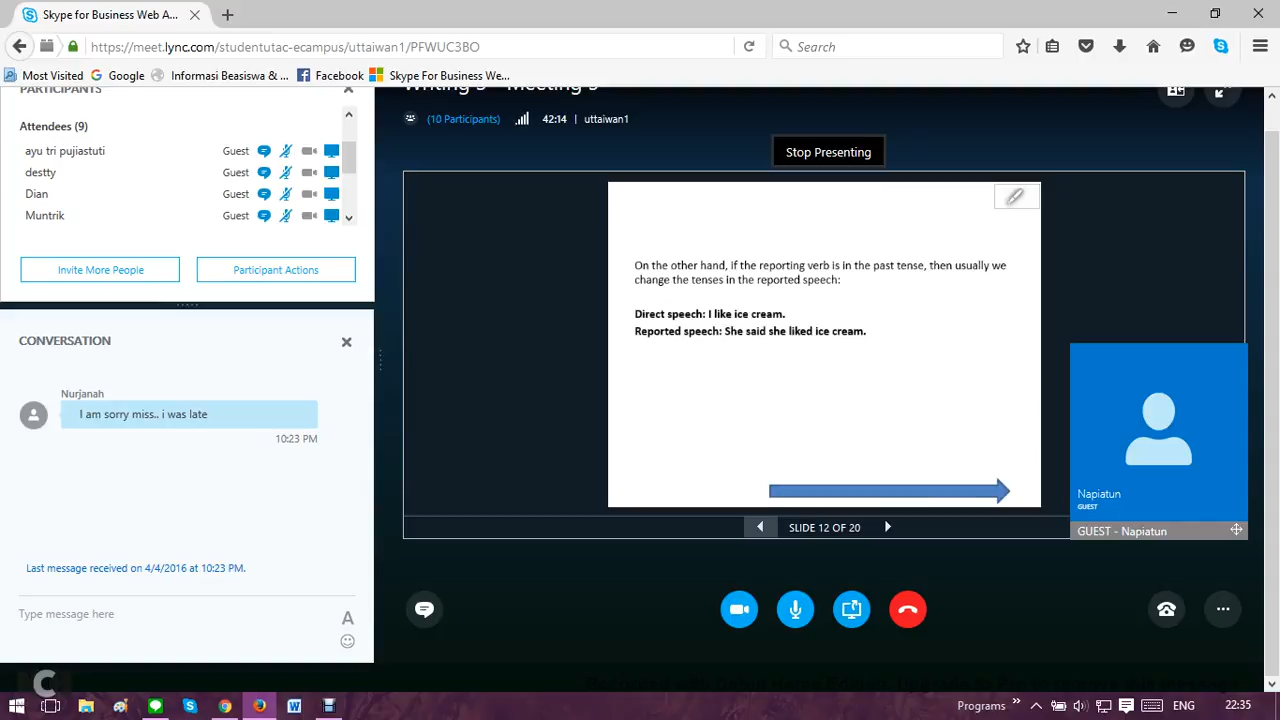 Skype for Business Web A...
https://meet.lync.com/studentutac-ecampus/uttaiwan1/PFWUC3BO
Search
Most Visited
Google
Informasi Beasiswa &...
Facebook
Skype For Business We...
PARTICIPANTS
Attendees (9)
ayu tri pujiastuti Guest
destty Guest
Dian Guest
Muntrik Guest
Invite More People
Participant Actions
CONVERSATION
Nurjanah
I am sorry miss.. i was late
10:23 PM
Last message received on 4/4/2016 at 10:23 PM.
Type message here
A
(10 Participants)
42:14 | uttaiwan1
Stop Presenting
On the other hand, if the reporting verb is in the past tense, then usually we
change the tenses in the reported speech:
Direct speech: I like ice cream.
Reported speech: She said she liked ice cream.
SLIDE 12 OF 20
Napiatun
GUEST
GUEST - Napiatun
Programs
ENG
22:35